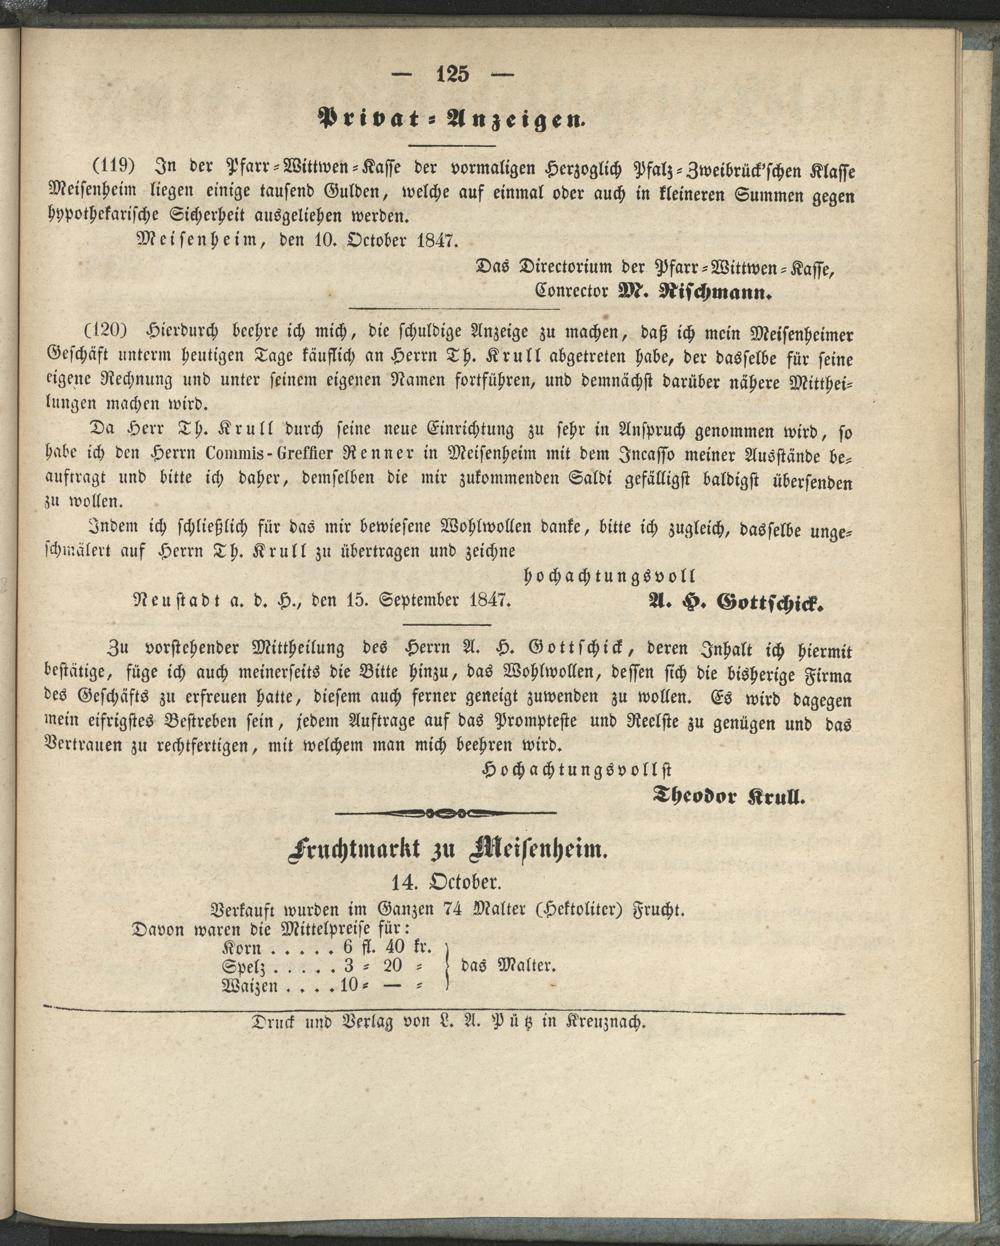 — 125 —
Privat-Anzeigen.
(119) In der Pfarr-Wittwen-Kasse der vormaligen Herzoglich Pfalz-Zweibrück'schen Klasse
Meisenheim liegen einige tausend Gulden, welche auf einmal oder auch in kleineren Summen gegen
hypothekarische Sicherheit ausgeliehen werden.
Meisenheim, den 10. October 1847.
Das Directorium der Pfarr-Wittwen-Kasse,
Conrector M. Rischmann.
(120) Hierdurch beehre ich mich, die schuldige Anzeige zu machen, daß ich mein Meisenheimer
Geschäft unterm heutigen Tage käuflich an Herrn Th. Krull abgetreten habe, der dasselbe für seine
eigene Rechnung und unter seinem eigenen Namen fortführen, und demnächst darüber nähere Mitthei-
lungen machen wird.
Da Herr Th. Krull durch seine neue Einrichtung zu sehr in Anspruch genommen wird, so
habe ich den Herrn Commis-Greffier Renner in Meisenheim mit dem Incasso meiner Ausstände be-
auftragt und bitte ich daher, demselben die mir zukommenden Saldi gefälligst baldigst übersenden
zu wollen.
Indem ich schließlich für das mir bewiesene Wohlwollen danke, bitte ich zugleich, dasselbe unge-
schmälert auf Herrn Th. Krull zu übertragen und zeichne
hochachtungsvoll
Neustadt a. d. H., den 15. September 1847. A. H. Gottschick.
Zu vorstehender Mittheilung des Herrn A. H. Gottschick, deren Inhalt ich hiermit
bestätige, füge ich auch meinerseits die Bitte hinzu, das Wohlwollen, dessen sich die bisherige Firma
des Geschäfts zu erfreuen hatte, diesem auch ferner geneigt zuwenden zu wollen. Es wird dagegen
mein eifrigstes Bestreben sein, jedem Auftrage auf das Prompteste und Reelste zu genügen und das
Vertrauen zu rechtfertigen, mit welchem man mich beehren wird.
Hochachtungsvollst
Theodor Krull.
Fruchtmarkt zu Meisenheim.
14. October.
Verkauft wurden im Ganzen 74 Malter (Hektoliter) Frucht.
Davon waren die Mittelpreise für:
Korn . . . . . 6 fl. 40 kr.
Spelz . . . . . 3 = 20 = } das Malter.
Waizen . . . . 10 = — =
Druck und Verlag von L. A. Pütz in Kreuznach.